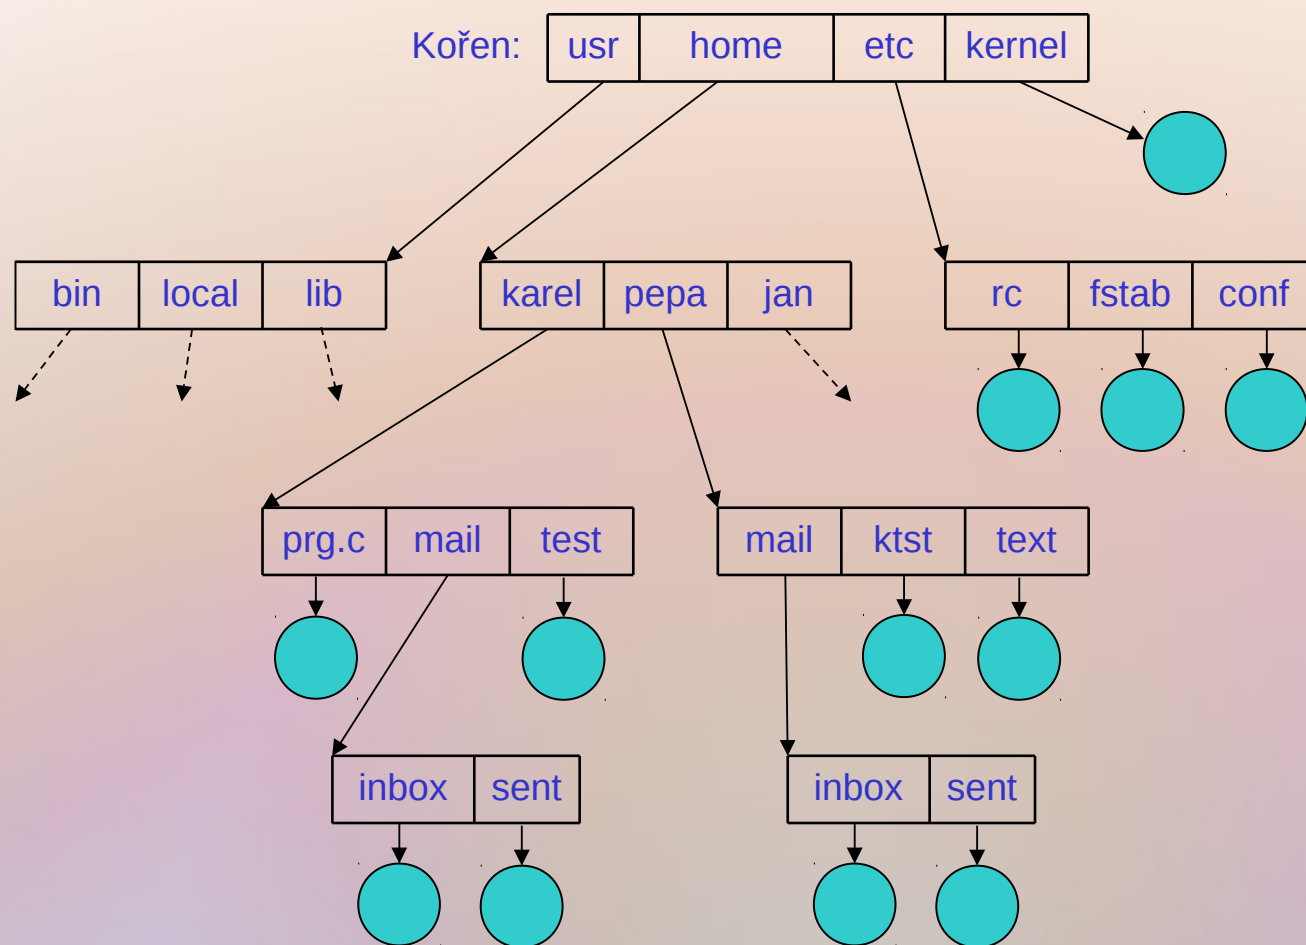 Kořen: usr home etc kernel
bin local lib karel pepa jan rc fstab conf
prg.c mail test mail ktst text
inbox sent inbox sent